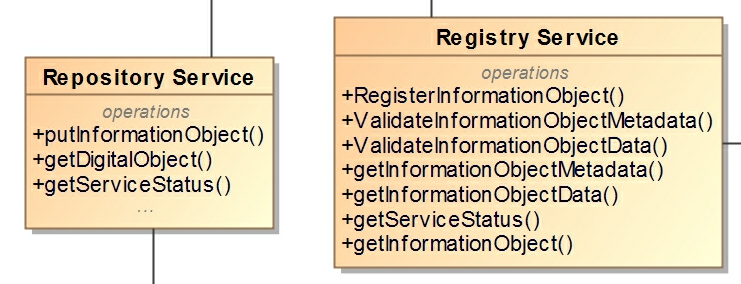 Repository Service
operations
+putInformationObject()
+getDigitalObject()
+getServiceStatus()
...
Registry Service
operations
+RegisterInformationObject()
+ValidateInformationObjectMetadata()
+ValidateInformationObjectData()
+getInformationObjectMetadata()
+getInformationObjectData()
+getServiceStatus()
+getInformationObject()